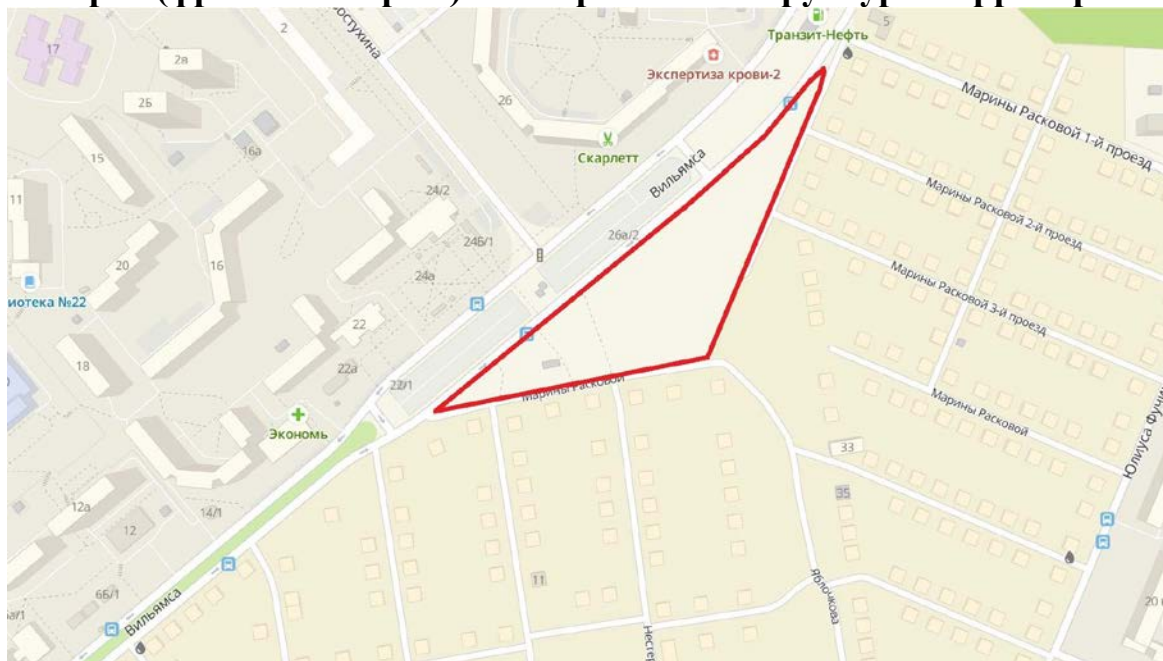 17
2
2в
2Б
15
16а
11
Транзит-Нефть
5
Экспертиза крови-2
26
Скарлетт
Вильямса
Марины Расковой 1-й проезд
Марины Расковой 2-й проезд
Марины Расковой 3-й проезд
24/2
24Б/1
24а
26а/2
20
16
иотека №22
22
22а
22/1
18
Экономь
Марины Расковой
Марины Расковой
33
35
12а
12
14/1
11
6Б/1
Вильямса
Яблочкова
20